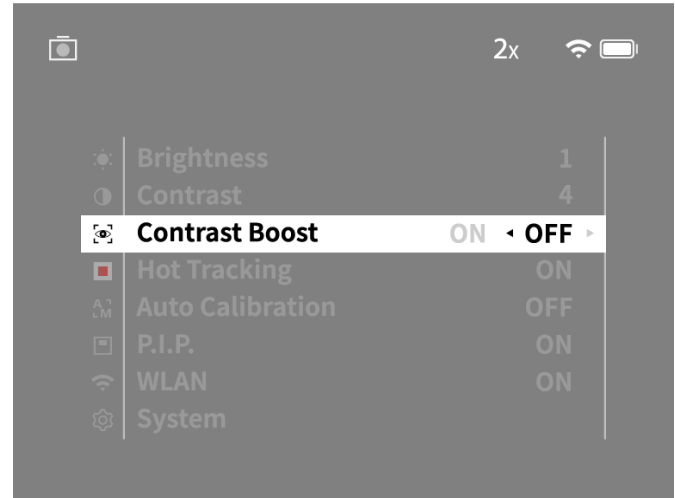 2x
Brightness 1
Contrast 4
Contrast Boost ON OFF
Hot Tracking ON
A M Auto Calibration OFF
P.I.P. ON
WLAN ON
System